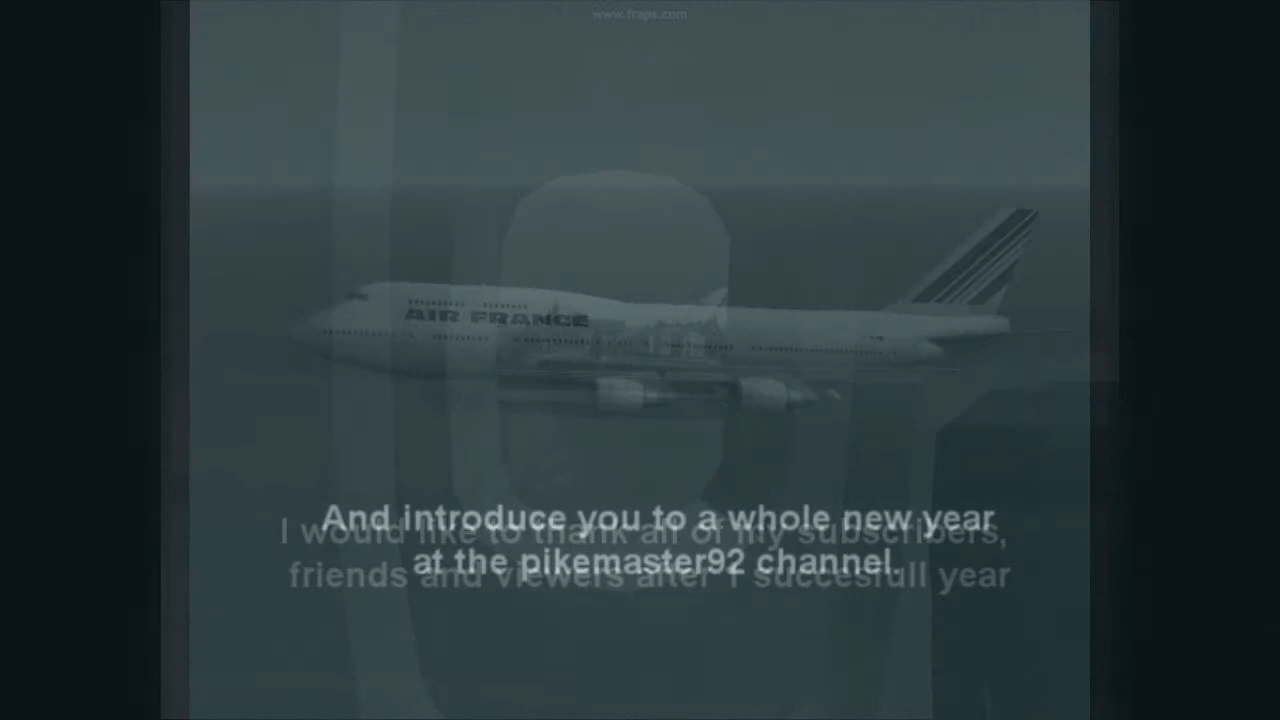 www.fraps.com
AIR FRANCE
And introduce you to a whole new year
at the pikemaster92 channel.
I would like to thank all of my subscribers,
friends and viewers after 1 succesfull year